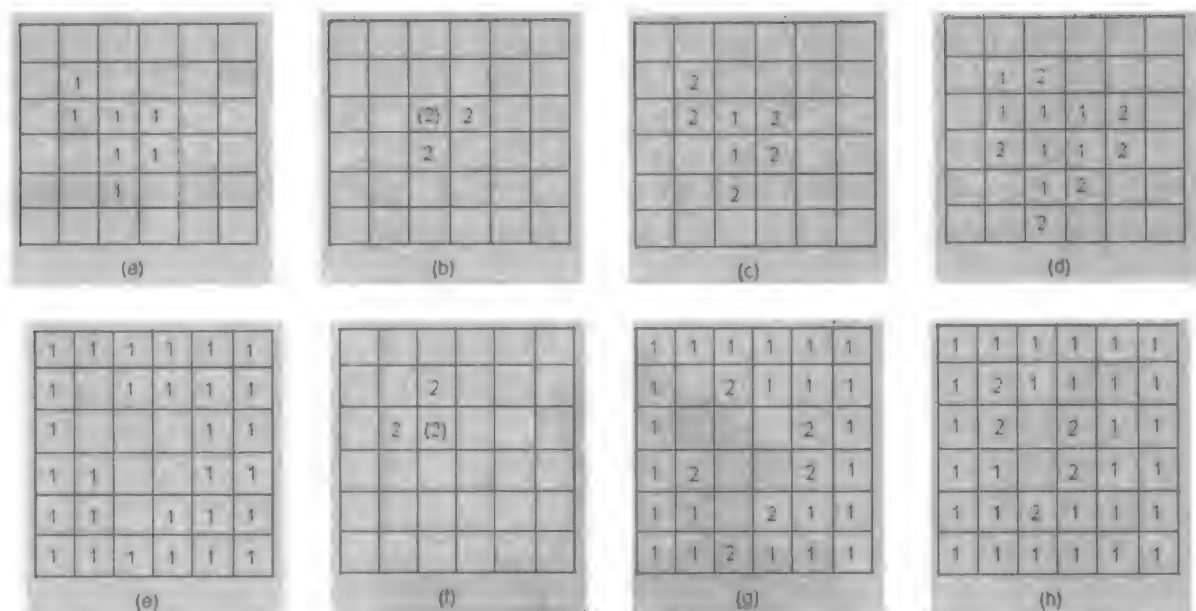 1
1 1 1
1 1
1
(a)
(2) 2
2
(b)
2
2 1 2
1 2
2
(c)
1 2
1 1 1 2
2 1 1 2
1 2
2
(d)
1 1 1 1 1 1
1 1 1 1 1
1 1 1
1 1 1 1
1 1 1 1 1
1 1 1 1 1 1
(e)
2
2 (2)
(f)
1 1 1 1 1 1
1 2 1 1 1
1 2 1
1 2 2 1
1 1 2 1 1
1 1 2 1 1 1
(g)
1 1 1 1 1 1
1 2 1 1 1 1
1 2 2 1 1
1 1 2 1 1
1 1 2 1 1 1
1 1 1 1 1 1
(h)